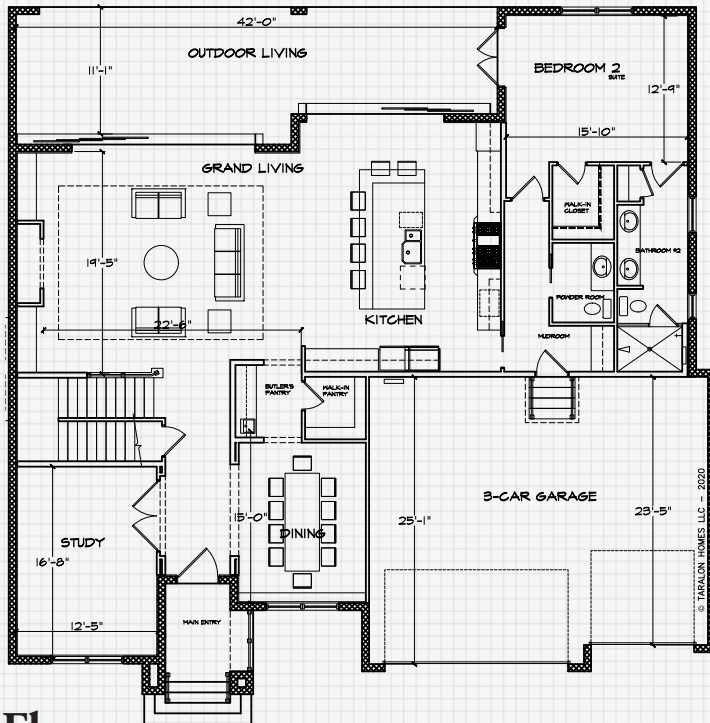 42'-0"
OUTDOOR LIVING
11'-1"
BEDROOM 2
SUITE
12'-9"
15'-10"
GRAND LIVING
WALK-IN
CLOSET
BATHROOM #2
19'-5"
POWDER ROOM
KITCHEN
22'-6"
MUDROOM
BUTLER'S
PANTRY
WALK-IN
PANTRY
3-CAR GARAGE
25'-1"
23'-5"
15'-0"
DINING
STUDY
16'-8"
12'-5"
MAIN ENTRY
© TARALON HOMES LLC – 2020